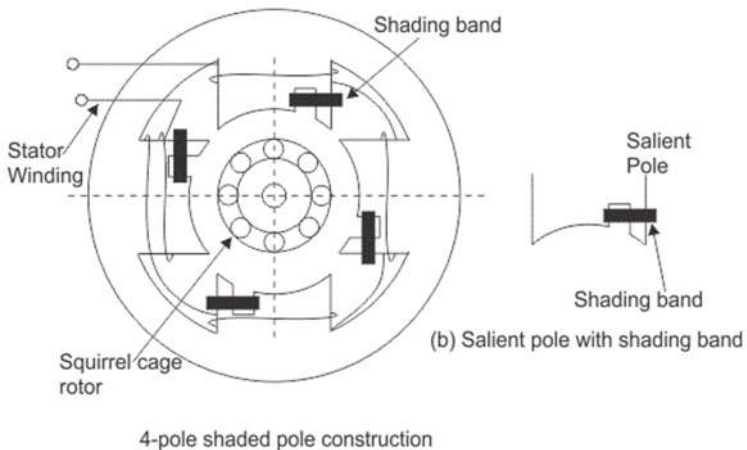 Shading band
Stator
Winding
Salient
Pole
Shading band
(b) Salient pole with shading band
Squirrel cage
rotor
4-pole shaded pole construction